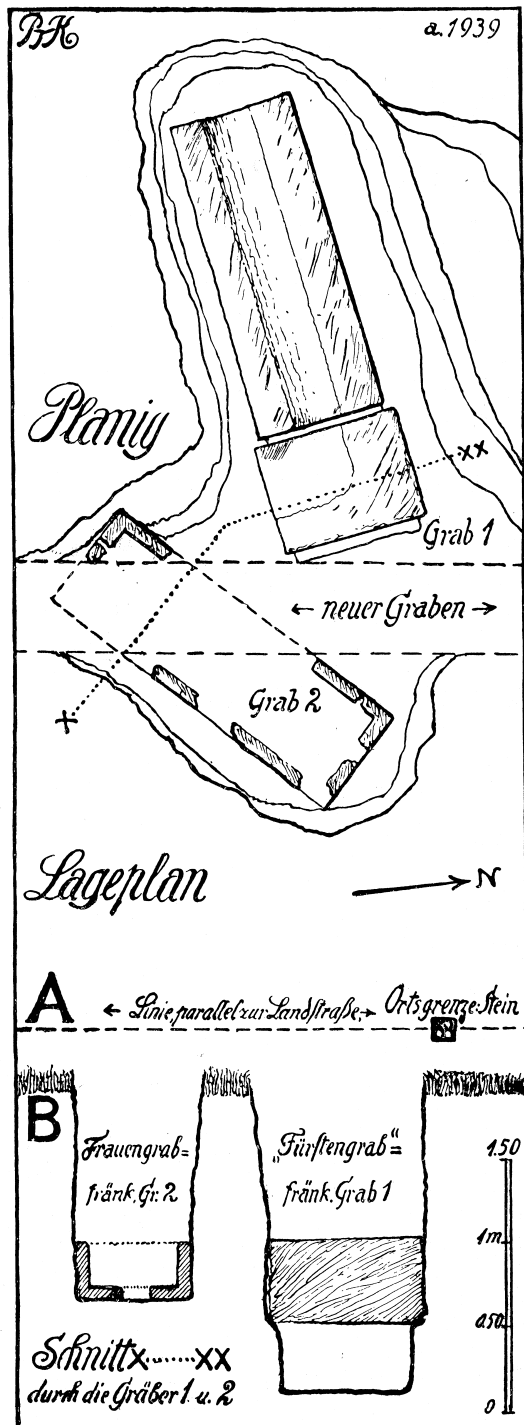 PJK a. 1939
Planig
xx
Grab 1
← neuer Graben →
Grab 2
x
Lageplan
N
A
← Linie, parallel zur Landstraße, → Ortsgrenze-Stein
B
Frauengrab= „Fürstengrab“=
fränk. Gr. 2 fränk. Grab 1
1.50
1m
0.50
0
Schnitt x.......xx
durch die Gräber 1 u. 2